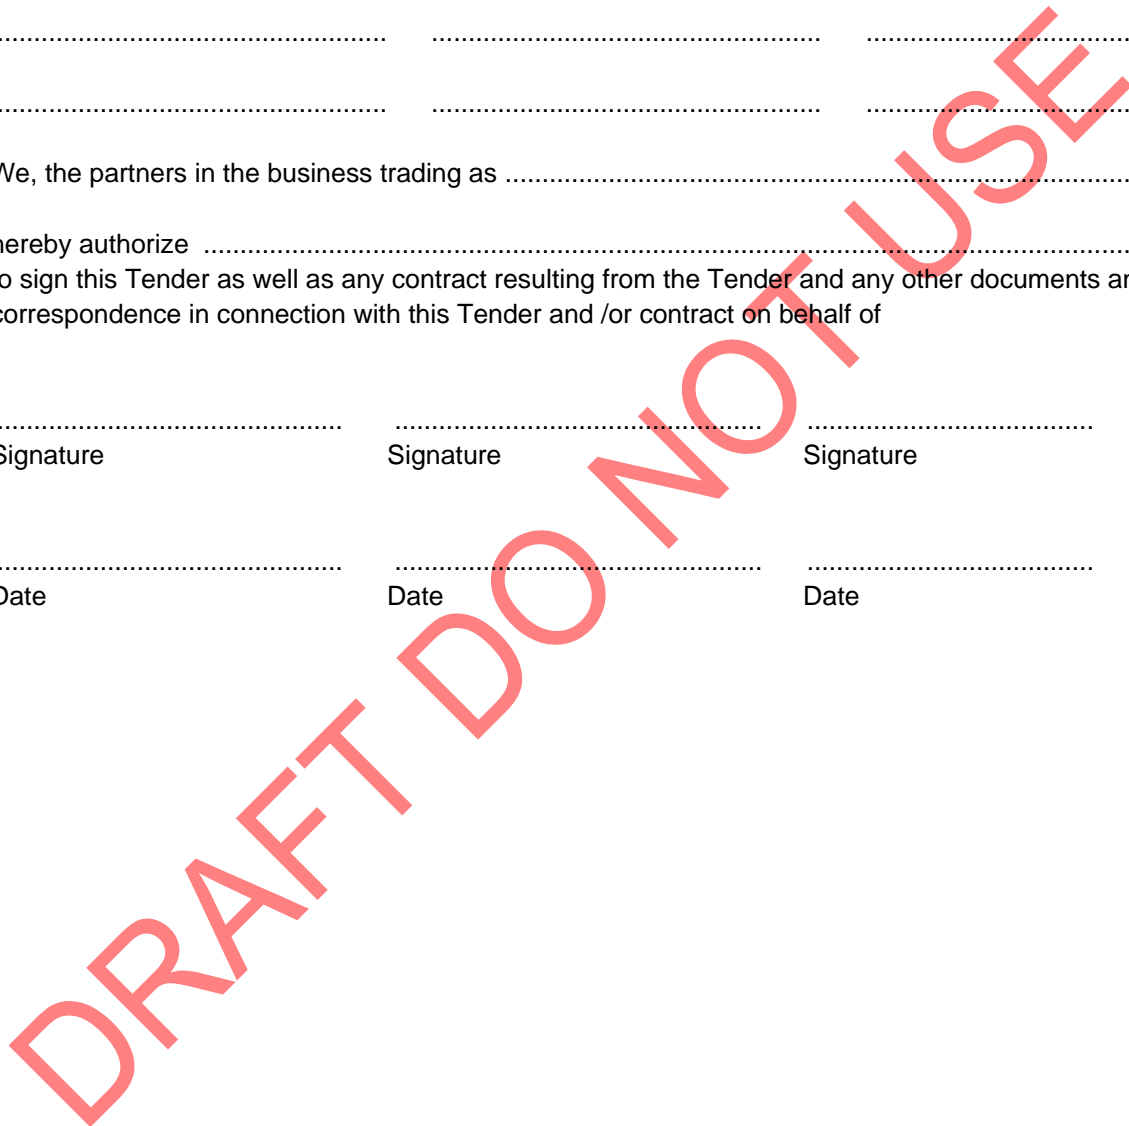 .................................................... .................................................... ....................................
.................................................... .................................................... ....................................
We, the partners in the business trading as ....................................................................................
hereby authorize ............................................................................................................................
to sign this Tender as well as any contract resulting from the Tender and any other documents
correspondence in connection with this Tender and /or contract on behalf of
.............................................. ................................................. ......................................
Signature Signature Signature
.............................................. ................................................. ......................................
Date Date Date
DRAFT DO NOT USE